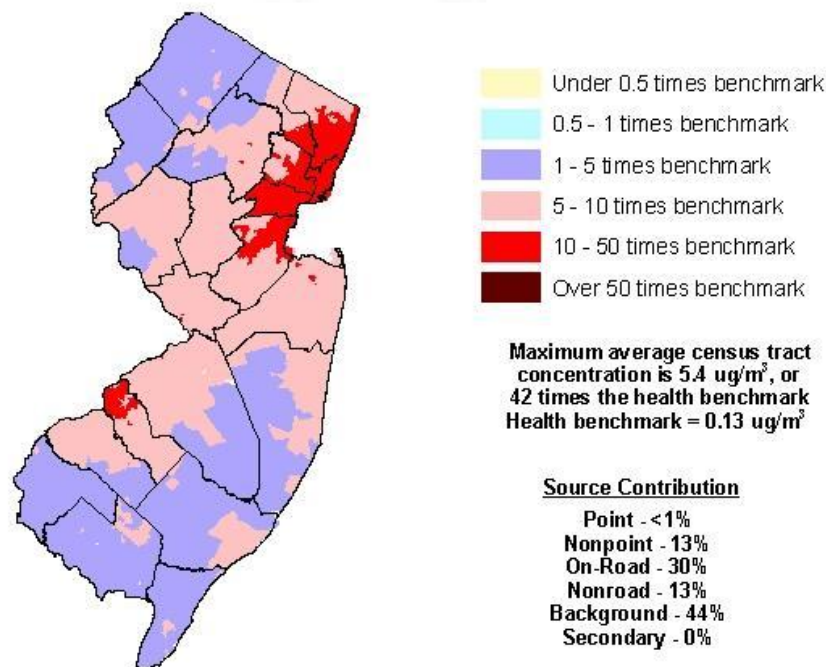 Under 0.5 times benchmark
0.5 - 1 times benchmark
1 - 5 times benchmark
5 - 10 times benchmark
10 - 50 times benchmark
Over 50 times benchmark
Maximum average census tract
concentration is 5.4 ug/m³, or
42 times the health benchmark
Health benchmark = 0.13 ug/m³
Source Contribution
Point - <1%
Nonpoint - 13%
On-Road - 30%
Nonroad - 13%
Background - 44%
Secondary - 0%